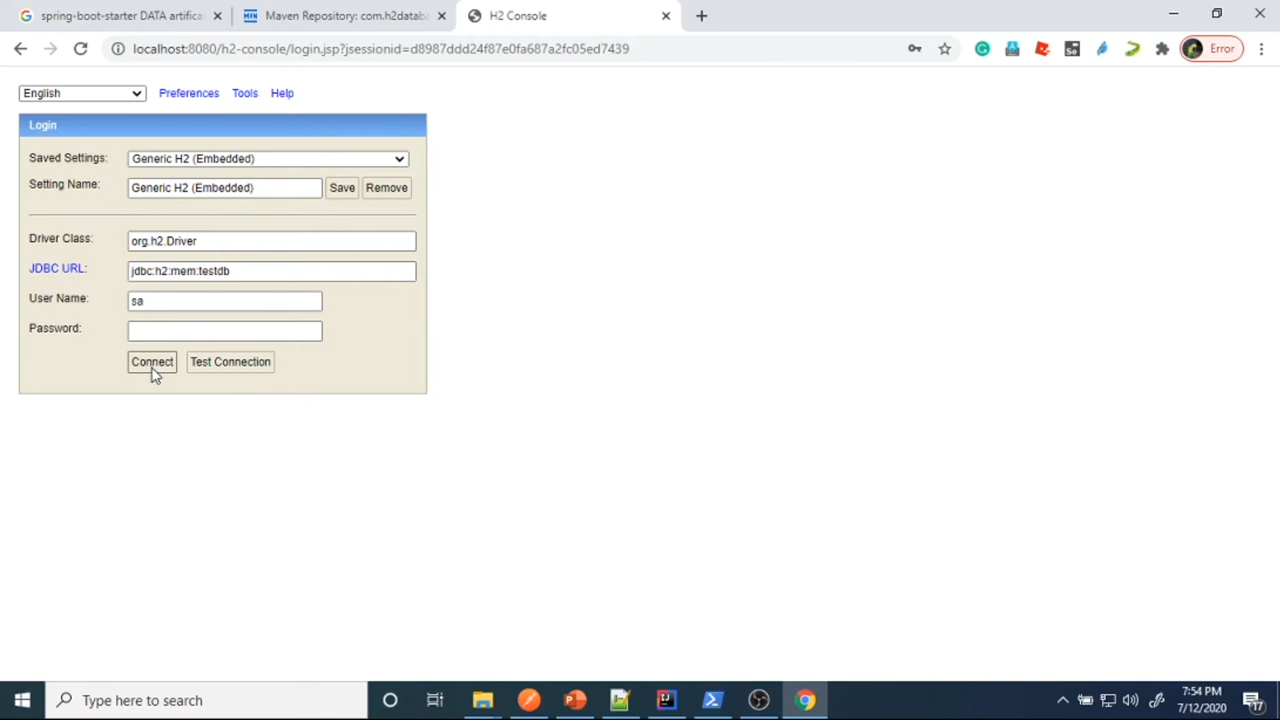 spring-boot-starter DATA artifica
Maven Repository: com.h2databa
H2 Console
localhost:8080/h2-console/login.jsp?jsessionid=d8987ddd24f87e0fa687a2fc05ed7439
Error
English
Preferences
Tools
Help
Login
Saved Settings:
Generic H2 (Embedded)
Setting Name:
Generic H2 (Embedded)
Save
Remove
Driver Class:
org.h2.Driver
JDBC URL:
jdbc:h2:mem:testdb
User Name:
sa
Password:
Connect
Test Connection
Type here to search
7:54 PM
7/12/2020
17